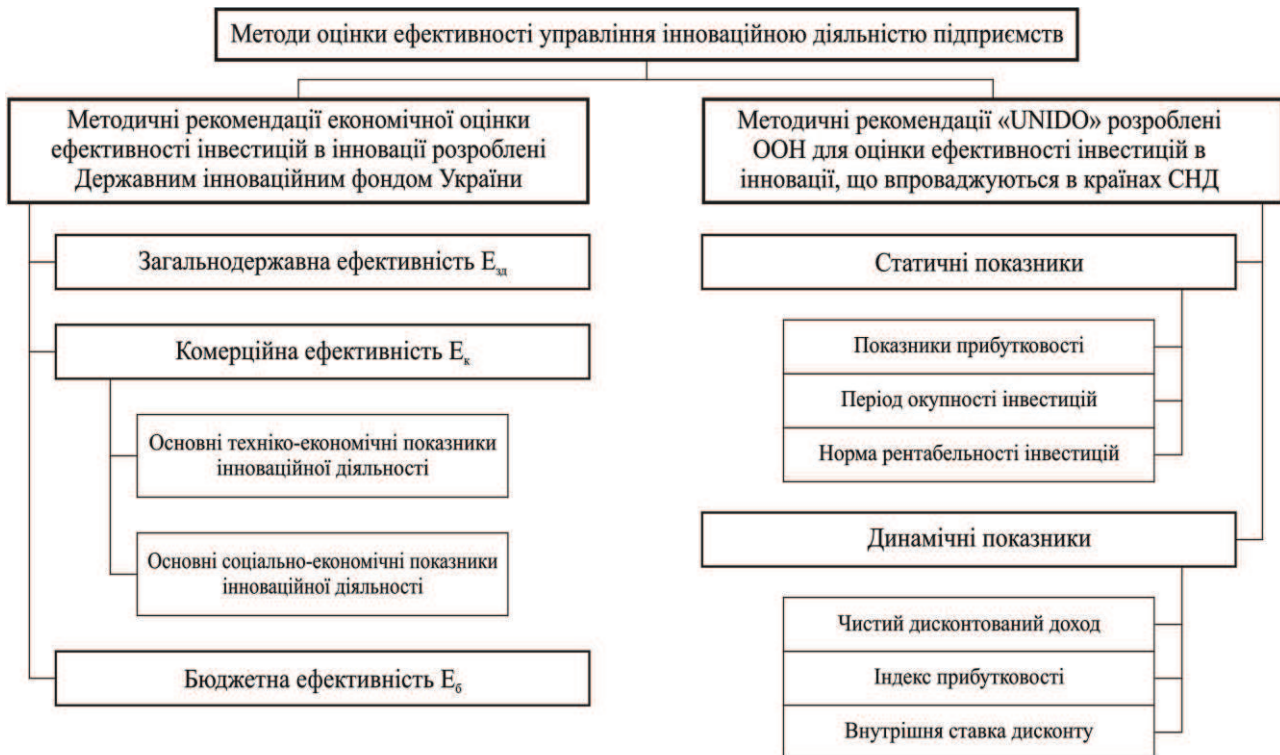 Методи оцінки ефективності управління інноваційною діяльністю підприємств
Методичні рекомендації економічної оцінки
ефективності інвестицій в інновації розроблені
Державним інноваційним фондом України
Загальнодержавна ефективність Eзд
Комерційна ефективність Eк
Основні техніко-економічні показники
інноваційної діяльності
Основні соціально-економічні показники
інноваційної діяльності
Бюджетна ефективність Eб
Методичні рекомендації «UNIDO» розроблені
ООН для оцінки ефективності інвестицій в
інновації, що впроваджуються в країнах СНД
Статичні показники
Показники прибутковості
Період окупності інвестицій
Норма рентабельності інвестицій
Динамічні показники
Чистий дисконтований доход
Індекс прибутковості
Внутрішня ставка дисконту